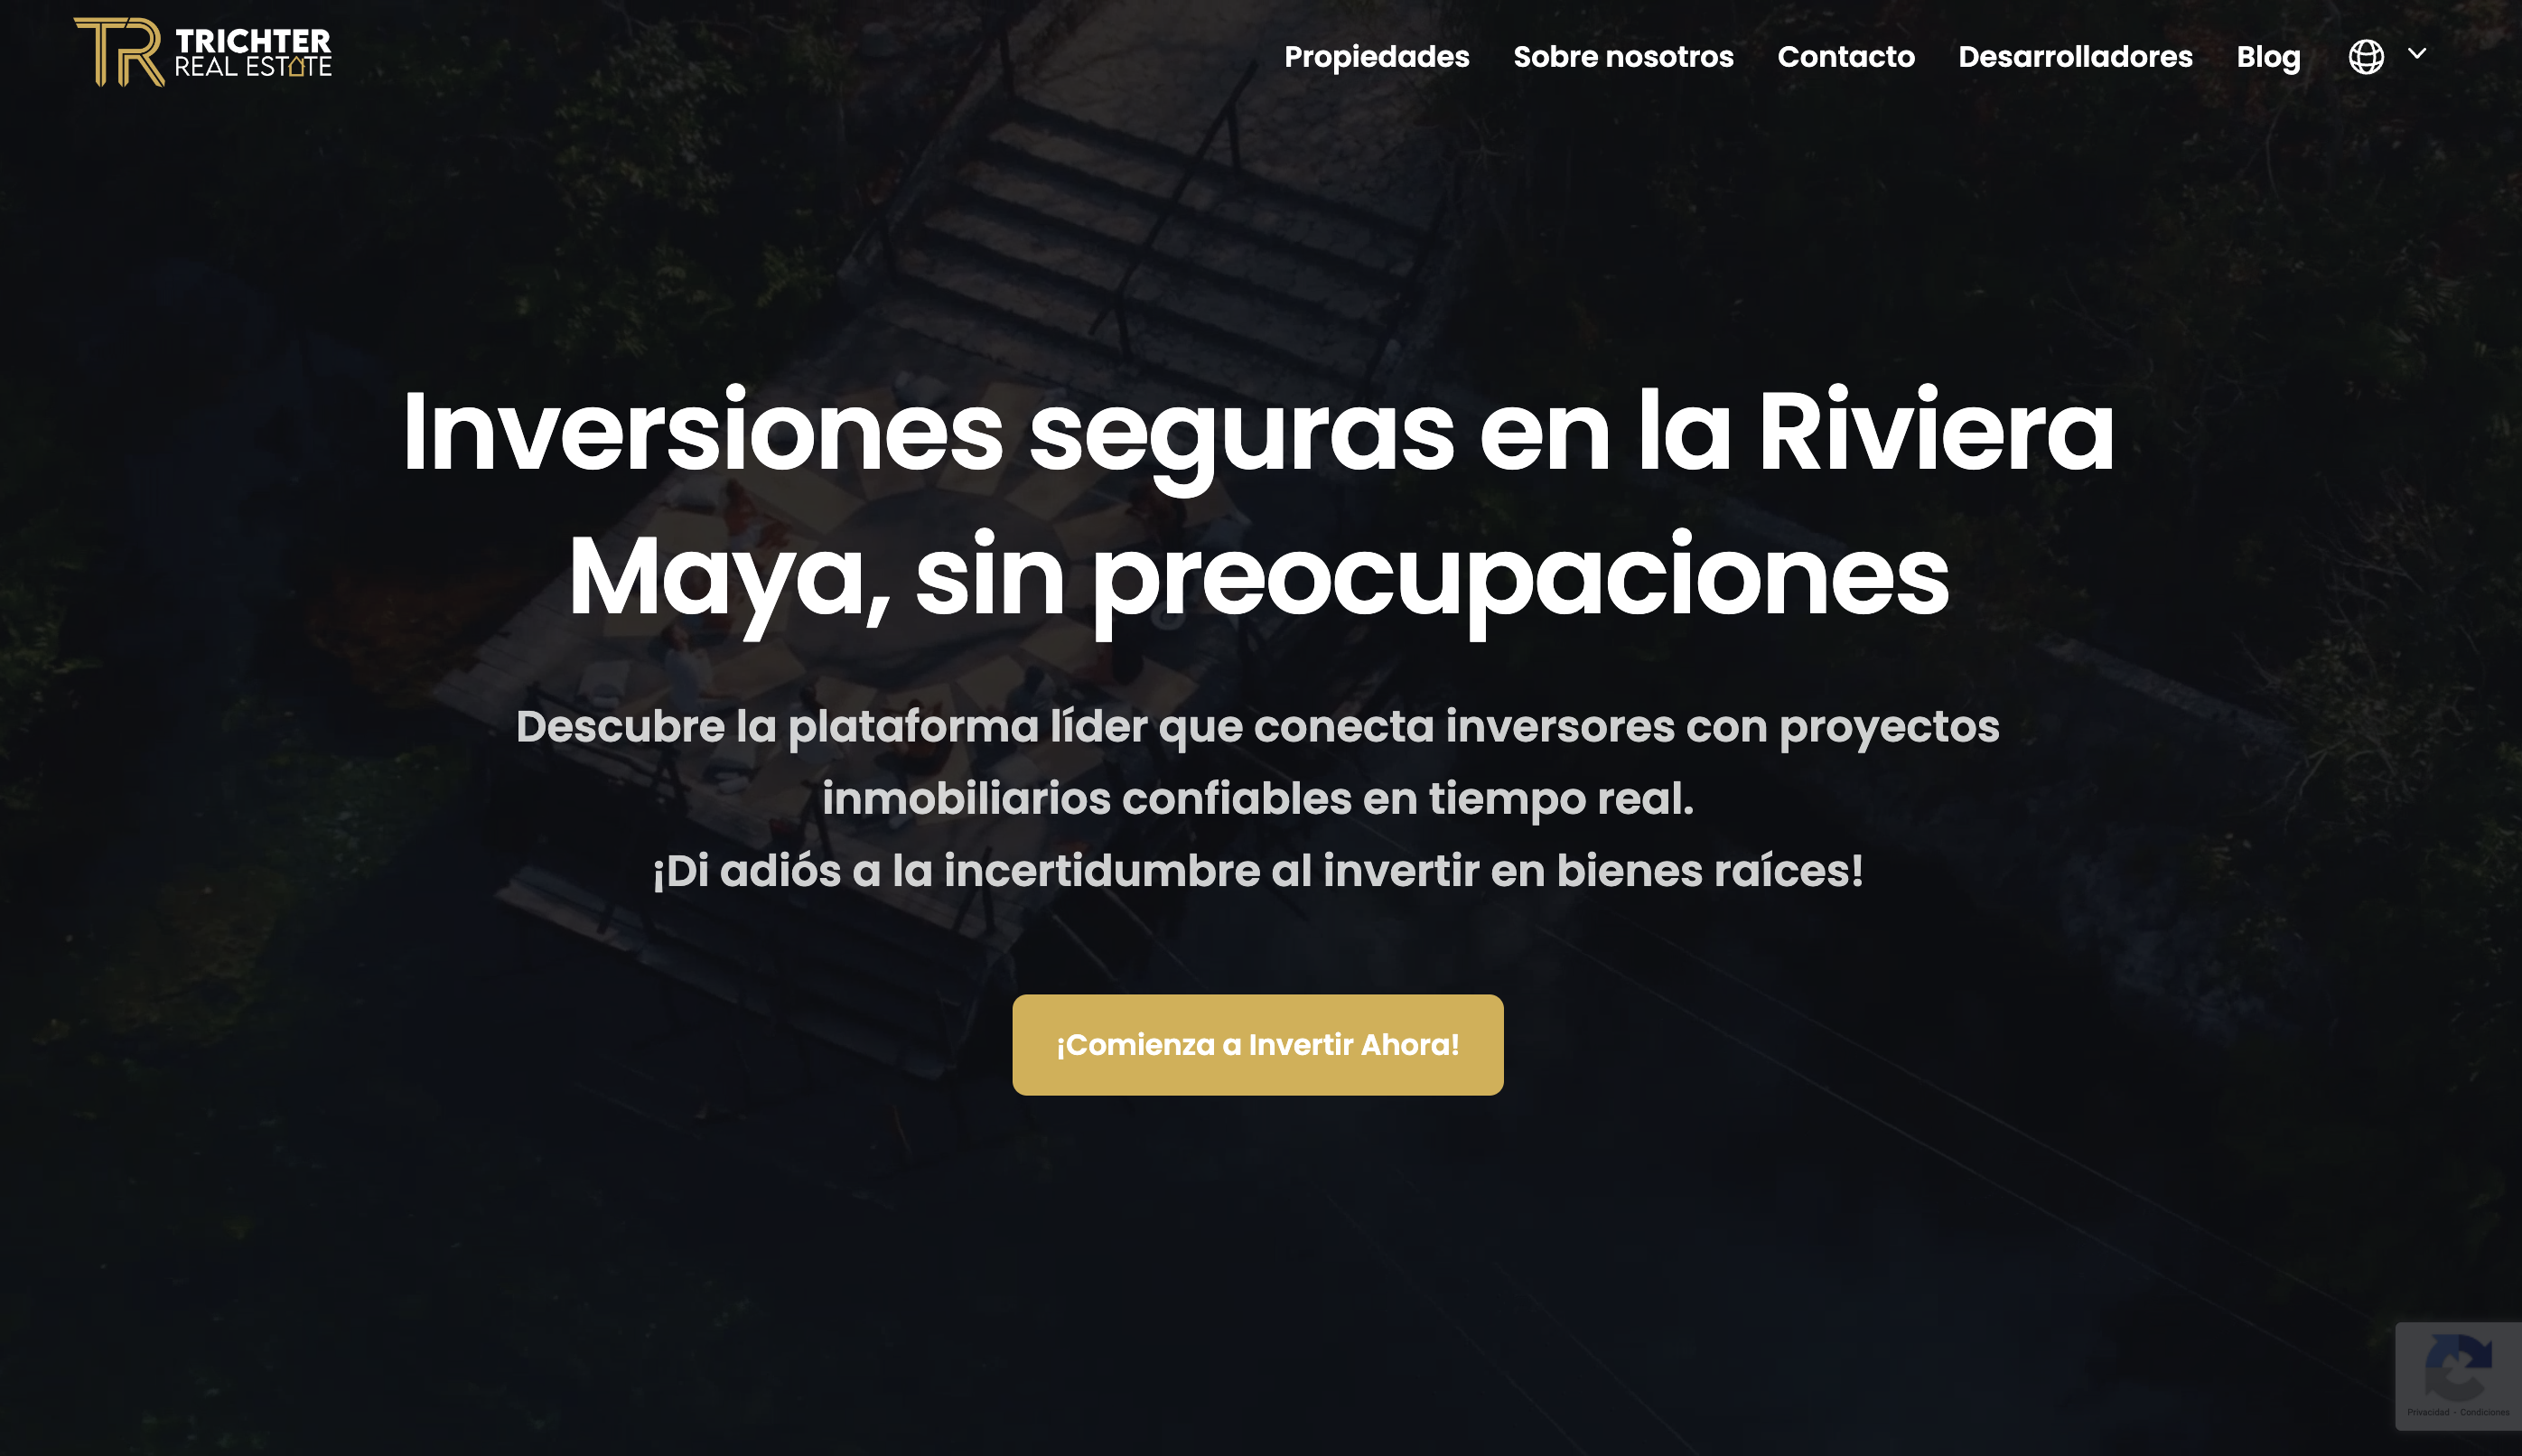 TRICHTER
REAL ESTATE
Propiedades Sobre nosotros Contacto Desarrolladores Blog
Inversiones seguras en la Riviera
Maya, sin preocupaciones
Descubre la plataforma líder que conecta inversores con proyectos
inmobiliarios confiables en tiempo real.
¡Di adiós a la incertidumbre al invertir en bienes raíces!
¡Comienza a Invertir Ahora!
Privacidad - Condiciones